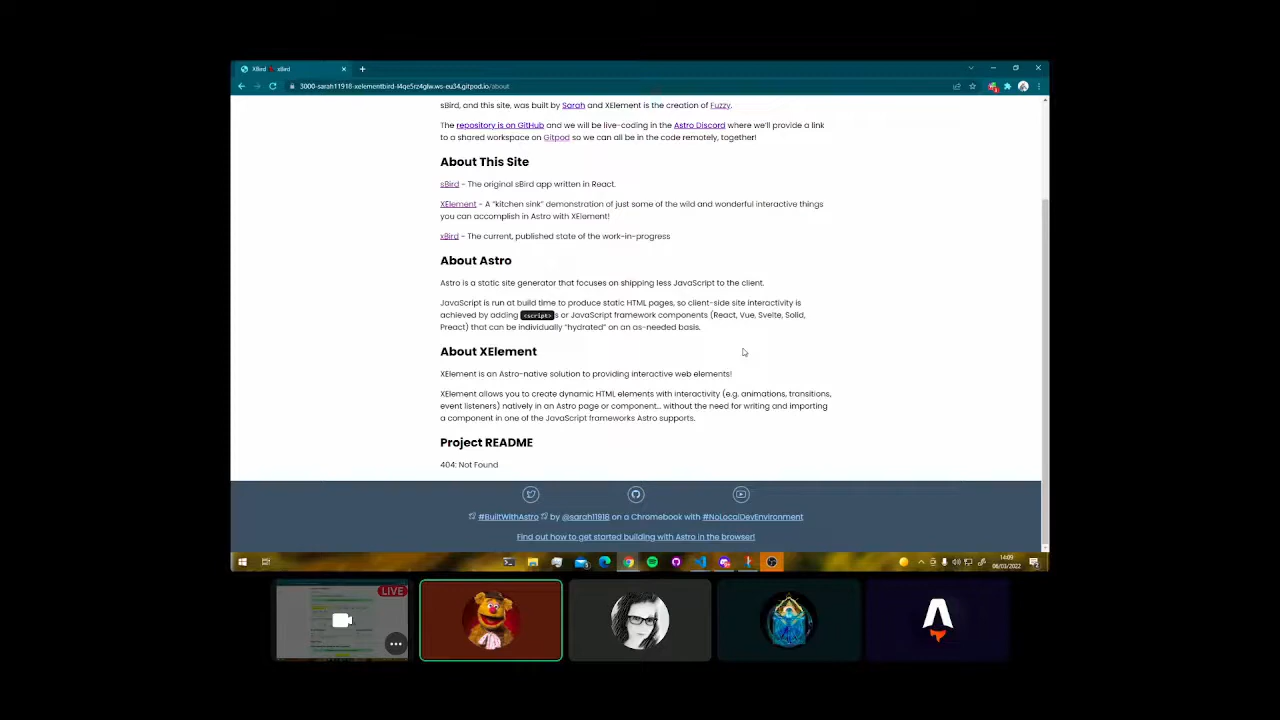 XBird
xBird
3000-sarah11918-xelementbird-l4qe5rz4glw.ws-eu34.gitpod.io/about
sBird, and this site, was built by Sarah and XElement is the creation of Fuzzy.
The repository is on GitHub and we will be live-coding in the Astro Discord where we'll provide a link
to a shared workspace on Gitpod so we can all be in the code remotely, together!
About This Site
sBird - The original sBird app written in React.
XElement - A “kitchen sink” demonstration of just some of the wild and wonderful interactive things
you can accomplish in Astro with XElement!
xBird - The current, published state of the work-in-progress
About Astro
Astro is a static site generator that focuses on shipping less JavaScript to the client.
JavaScript is run at build time to produce static HTML pages, so client-side site interactivity is
achieved by adding <script>s or JavaScript framework components (React, Vue, Svelte, Solid,
Preact) that can be individually “hydrated” on an as-needed basis.
About XElement
XElement is an Astro-native solution to providing interactive web elements!
XElement allows you to create dynamic HTML elements with interactivity (e.g. animations, transitions,
event listeners) natively in an Astro page or component... without the need for writing and importing
a component in one of the JavaScript frameworks Astro supports.
Project README
404: Not Found
#BuiltWithAstro by @sarah11918 on a Chromebook with #NoLocalDevEnvironment
Find out how to get started building with Astro in the browser!
14:09
06/03/2022
LIVE